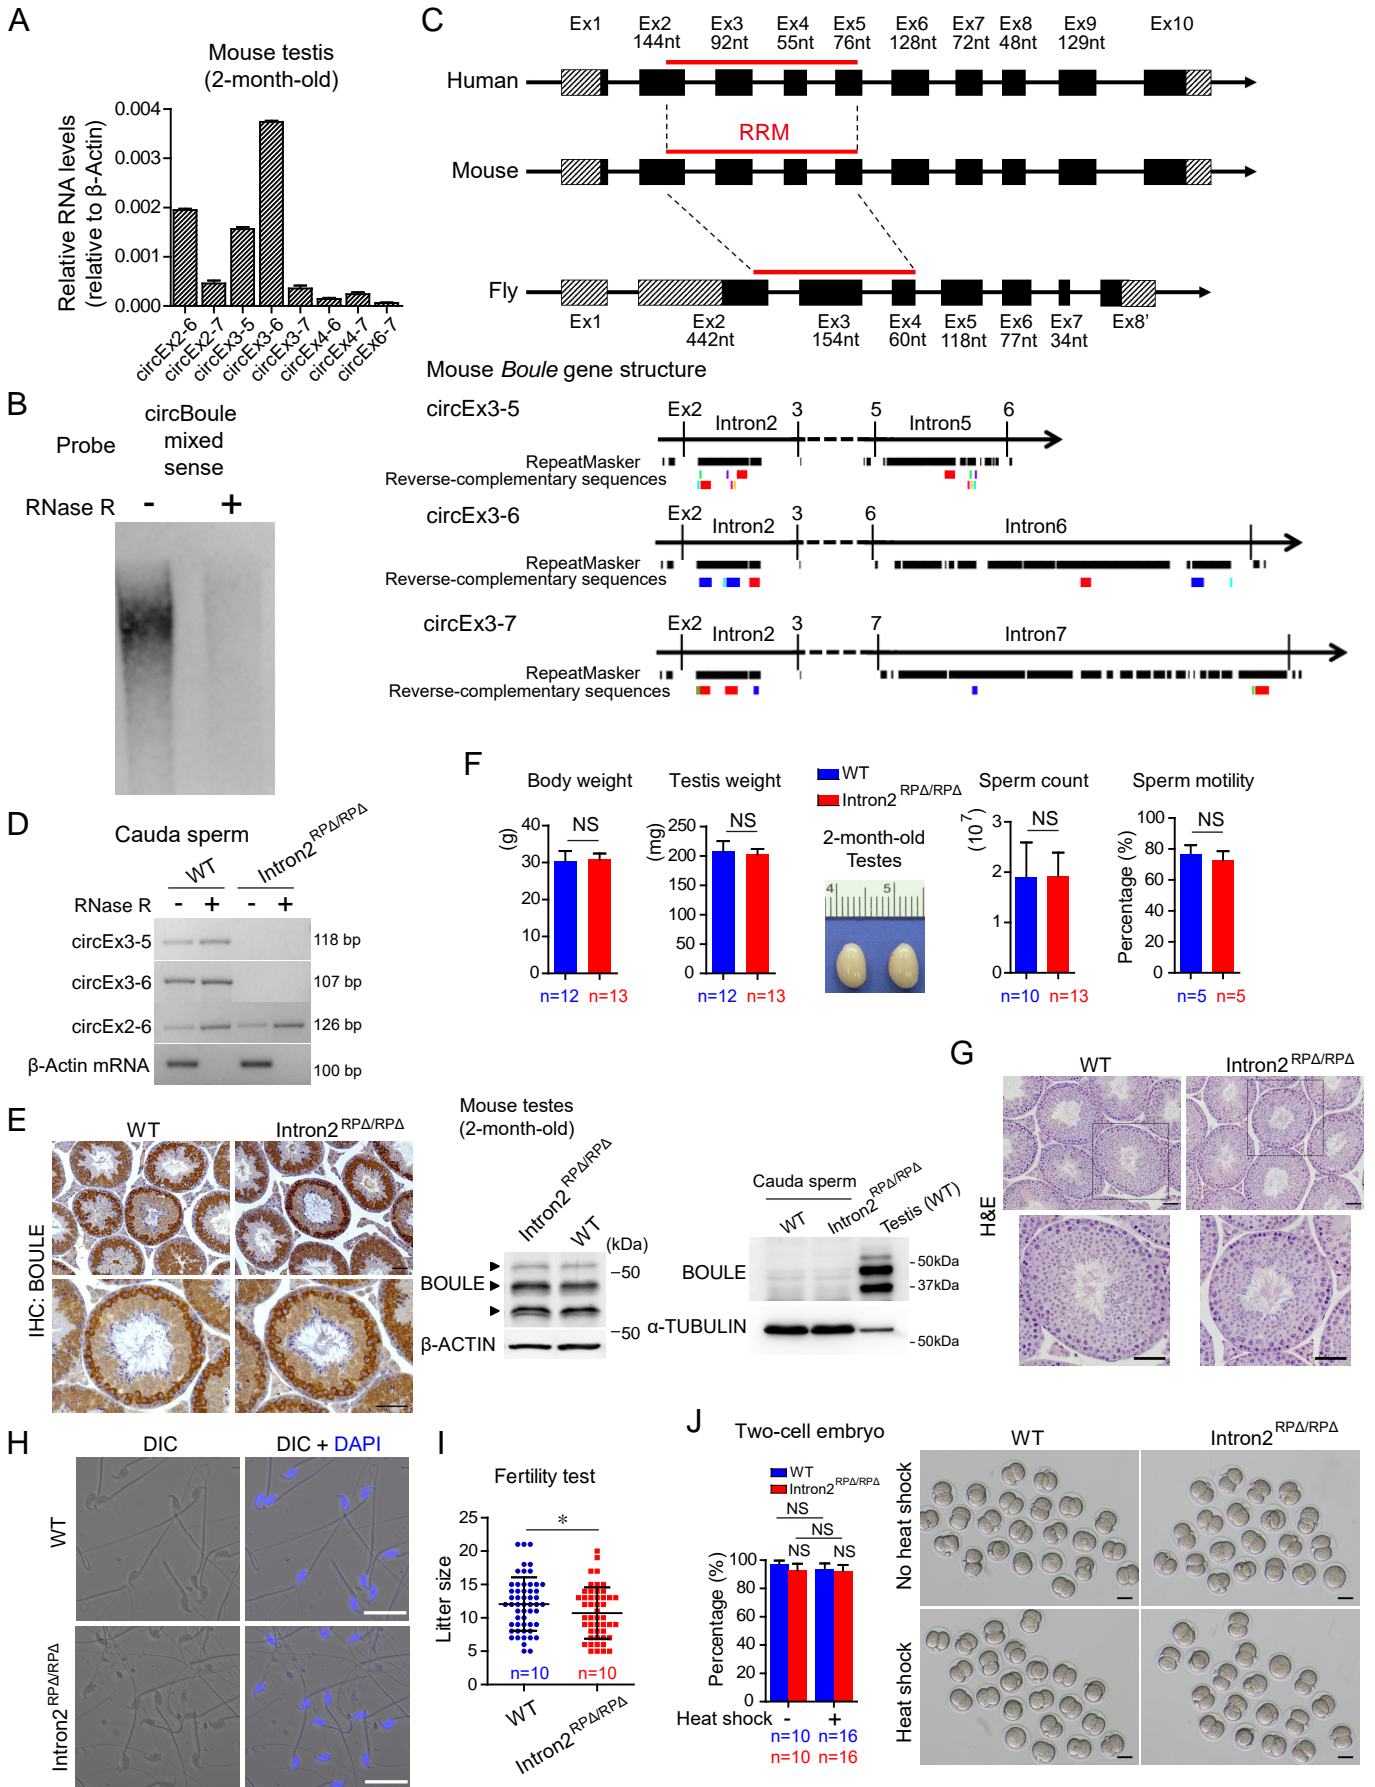 A
Mouse testis
(2-month-old)
Relative RNA levels
(relative to β-Actin)
0.004
0.003
0.002
0.001
0.000
circEx2-6
circEx2-7
circEx3-5
circEx3-6
circEx3-7
circEx4-6
circEx4-7
circEx6-7
B
circBoule
mixed
sense
Probe
RNase R - +
C
Ex1 Ex2 Ex3 Ex4 Ex5 Ex6 Ex7 Ex8 Ex9 Ex10
144nt 92nt 55nt 76nt 128nt 72nt 48nt 129nt
Human
RRM
Mouse
Fly
Ex1 Ex2 Ex3 Ex4 Ex5 Ex6 Ex7 Ex8’
442nt 154nt 60nt 118nt 77nt 34nt
Mouse Boule gene structure
circEx3-5 Ex2 Intron2 3 5 Intron5 6
RepeatMasker
Reverse-complementary sequences
circEx3-6 Ex2 Intron2 3 6 Intron6
RepeatMasker
Reverse-complementary sequences
circEx3-7 Ex2 Intron2 3 7 Intron7
RepeatMasker
Reverse-complementary sequences
D
Cauda sperm
WT Intron2RPΔ/RPΔ
RNase R - + - +
circEx3-5 118 bp
circEx3-6 107 bp
circEx2-6 126 bp
β-Actin mRNA 100 bp
E
WT Intron2RPΔ/RPΔ
IHC: BOULE
Mouse testes
(2-month-old)
Intron2RPΔ/RPΔ WT
(kDa)
BOULE
50
50
β-ACTIN
Cauda sperm
WT Intron2RPΔ/RPΔ Testis (WT)
BOULE
50kDa
37kDa
α-TUBULIN
50kDa
F
Body weight
(g)
40
30
20
10
0
NS
n=12 n=13
Testis weight
(mg)
250
200
150
100
50
0
NS
n=12 n=13
WT
Intron2RPΔ/RPΔ
2-month-old
Testes
4 5
Sperm count
(10⁷)
3
2
1
0
NS
n=10 n=13
Sperm motility
Percentage (%)
100
80
60
40
20
0
NS
n=5 n=5
G
WT Intron2RPΔ/RPΔ
H&E
H
DIC DIC + DAPI
WT
Intron2RPΔ/RPΔ
I
Fertility test
Litter size
25
20
15
10
5
0
*
n=10 n=10
WT Intron2RPΔ/RPΔ
J
Two-cell embryo
WT
Intron2RPΔ/RPΔ
NS
NS
NS NS
Percentage (%)
100
80
60
40
20
0
Heat shock - +
n=10 n=16
n=10 n=16
WT Intron2RPΔ/RPΔ
No heat shock
Heat shock